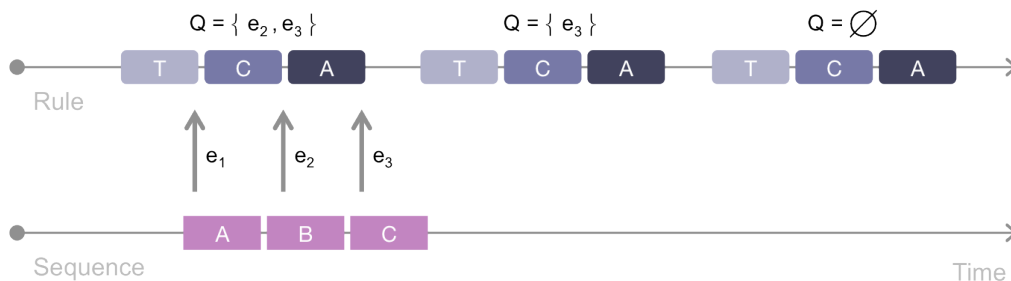 Q = { e₂ , e₃ } Q = { e₃ } Q = ∅
T C A T C A T C A
Rule
e₁ e₂ e₃
A B C
Sequence Time